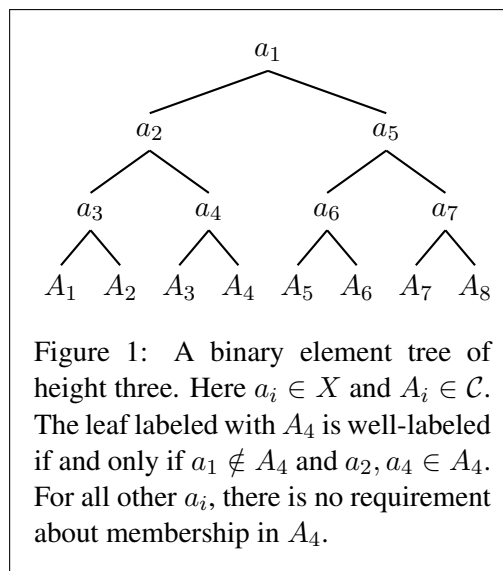 a₁
a₂ a₅
a₃ a₄ a₆ a₇
A₁ A₂ A₃ A₄ A₅ A₆ A₇ A₈
Figure 1: A binary element tree of
height three. Here aᵢ ∈ X and Aᵢ ∈ 𝒞.
The leaf labeled with A₄ is well-labeled
if and only if a₁ ∉ A₄ and a₂, a₄ ∈ A₄.
For all other aᵢ, there is no requirement
about membership in A₄.